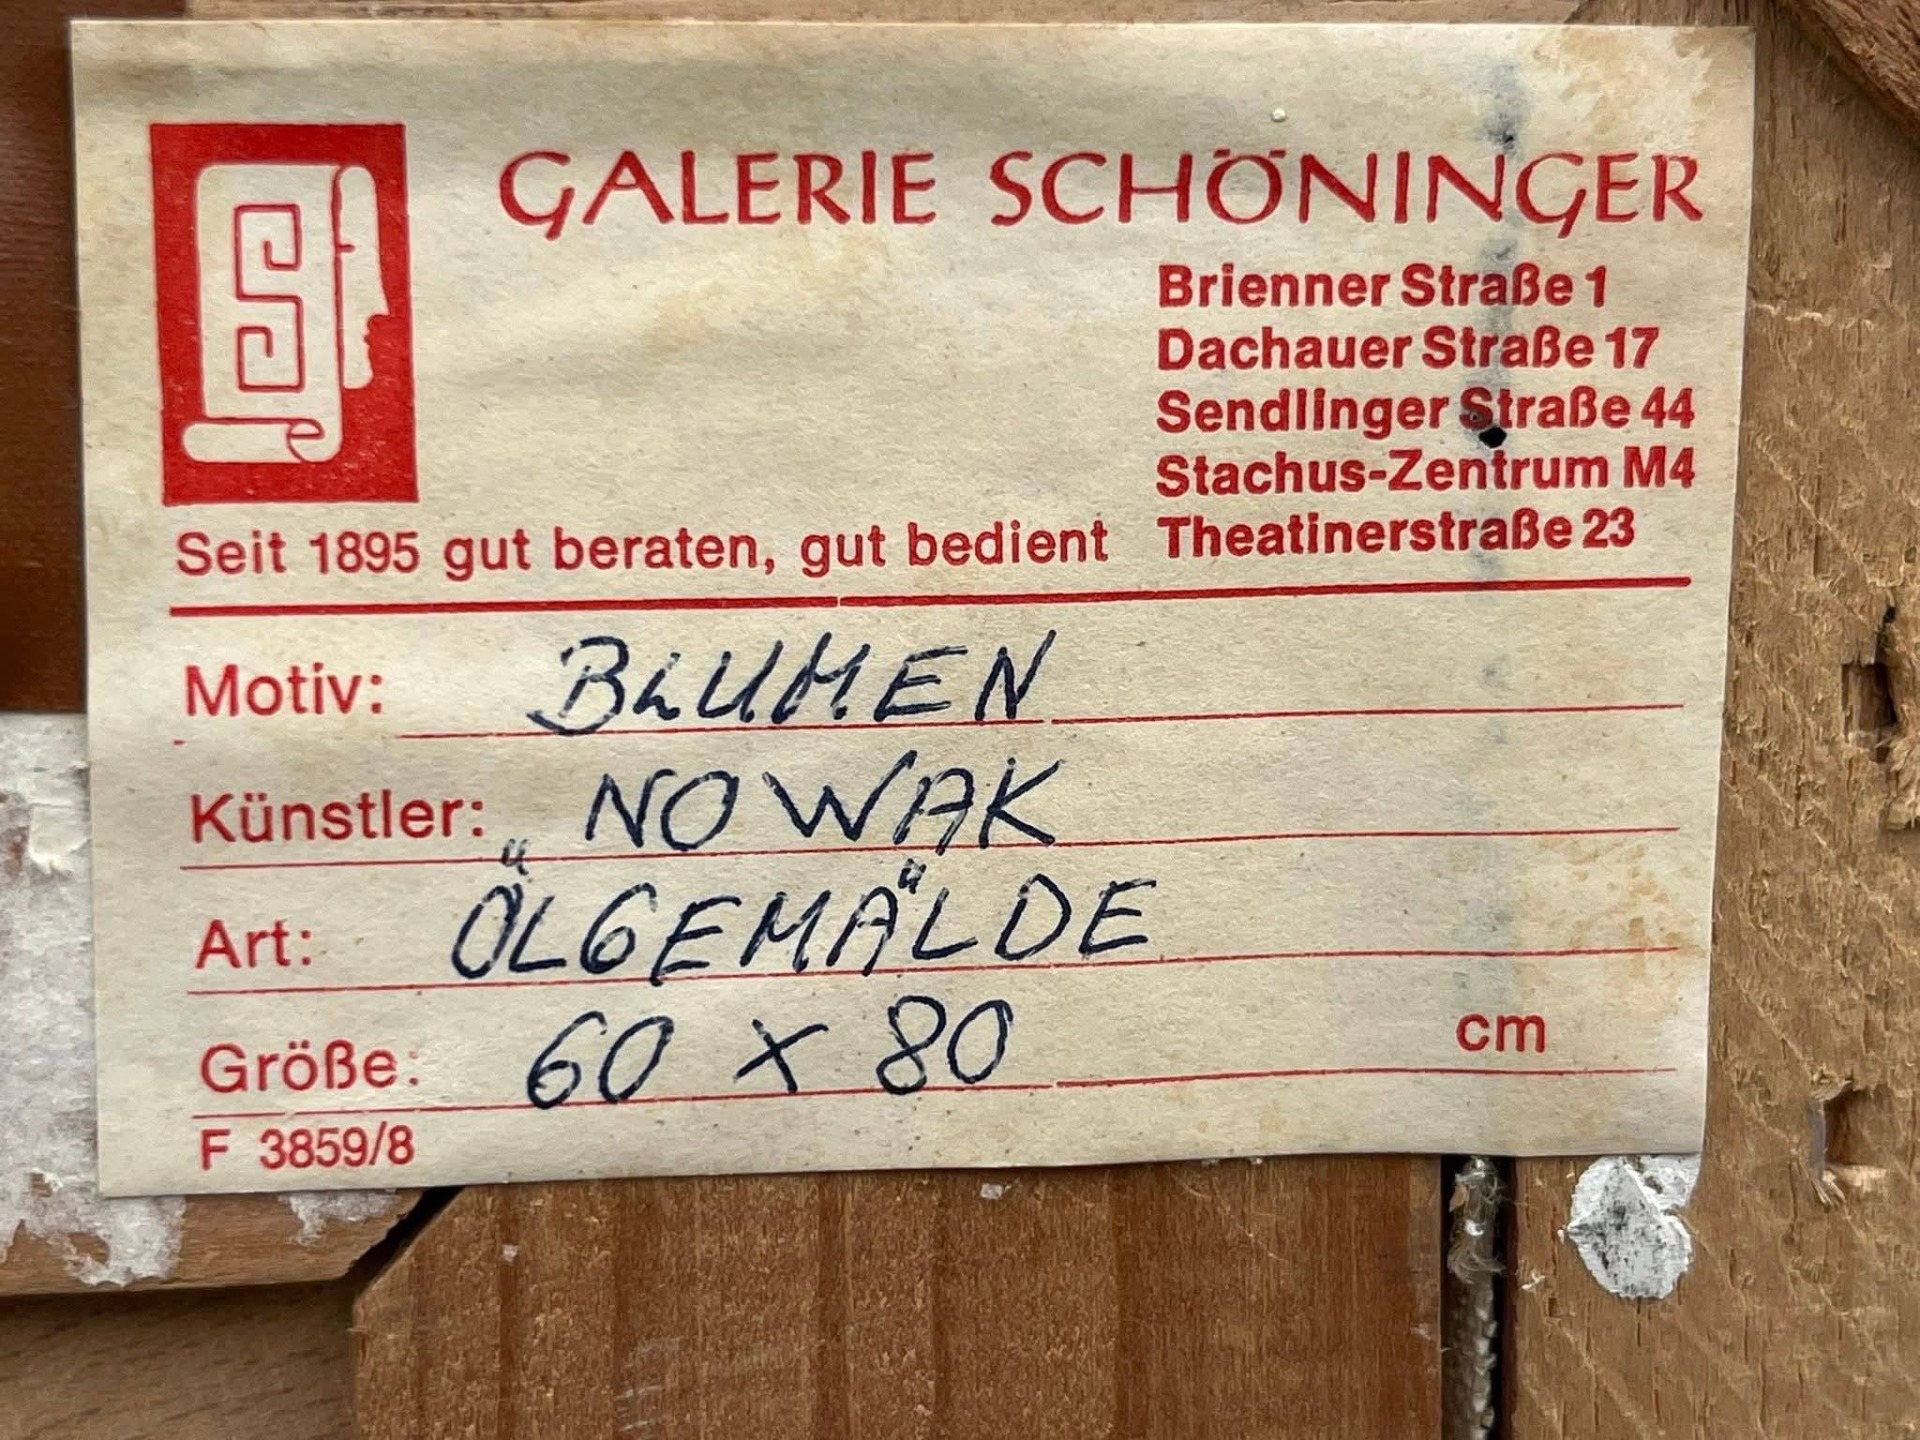 GALERIE SCHÖNINGER
Brienner Straße 1
Dachauer Straße 17
Sendlinger Straße 44
Stachus-Zentrum M4
Theatinerstraße 23
Seit 1895 gut beraten, gut bedient
Motiv: BLUMEN
Künstler: NOWAK
Art: ÖLGEMÄLDE
Größe: 60 x 80 cm
F 3859/8